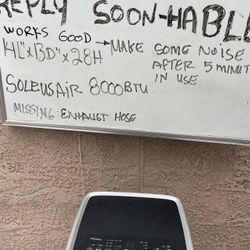 REPLY SOON-HABLE
WORKS GOOD → MAKE SOME NOISE
14L"x13D"x28H AFTER 5 MINUT
IN USE
SOLEUSAIR 8000BTU
MISSING EXHAUST HOSE